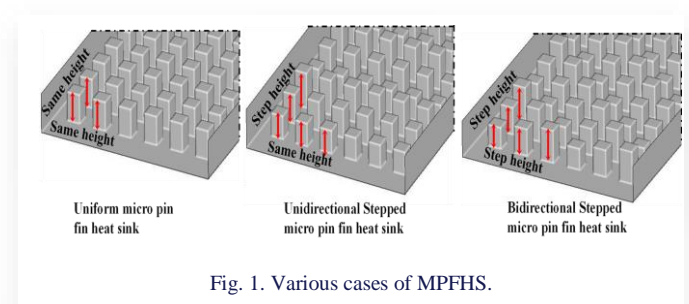 Same height
Same height
Step height
Same height
Step height
Step height
Uniform micro pin
fin heat sink
Unidirectional Stepped
micro pin fin heat sink
Bidirectional Stepped
micro pin fin heat sink
Fig. 1. Various cases of MPFHS.